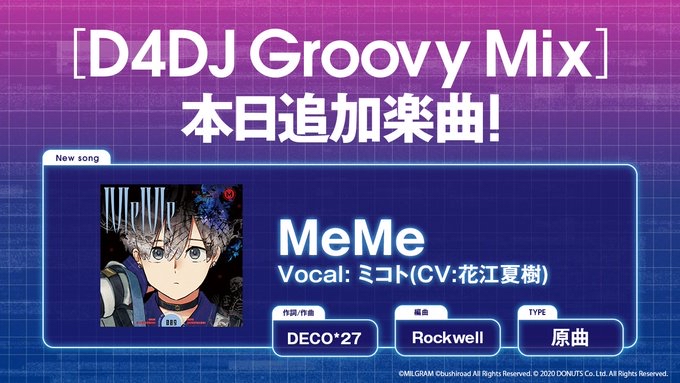 [D4DJ Groovy Mix]
本日追加楽曲!
New song
MeMe
MeMe
Vocal: ミコト(CV:花江夏樹)
作詞/作曲
DECO*27
編曲
Rockwell
TYPE
原曲
009
©MILGRAM ©bushiroad All Rights Reserved. © 2020 DONUTS Co. Ltd. All Rights Reserved.